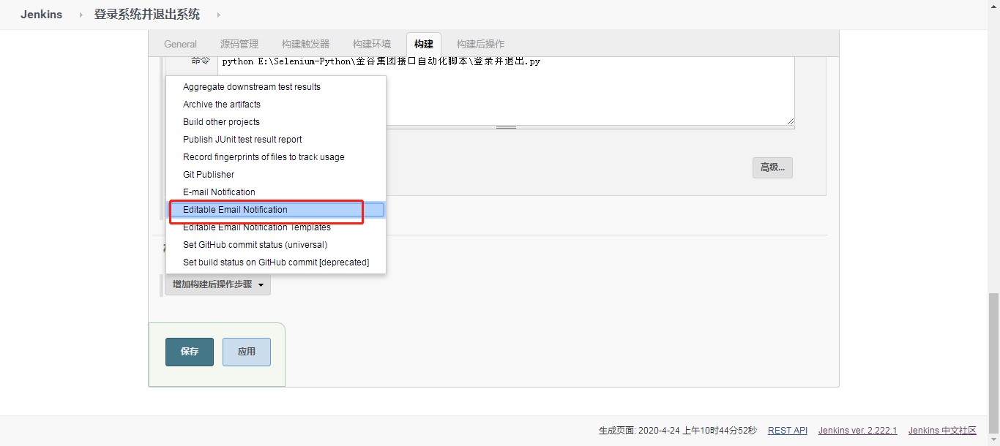 Jenkins 登录系统并退出系统
General 源码管理 构建触发器 构建环境 构建 构建后操作
命令 python E:\Selenium-Python\金谷集团接口自动化脚本\登录并退出.py
Aggregate downstream test results
Archive the artifacts
Build other projects
Publish JUnit test result report
Record fingerprints of files to track usage
Git Publisher
高级...
E-mail Notification
Editable Email Notification
Editable Email Notification Templates
Set GitHub commit status (universal)
Set build status on GitHub commit [deprecated]
增加构建后操作步骤
保存 应用
生成页面: 2020-4-24 上午10时44分52秒 REST API Jenkins ver. 2.222.1 Jenkins 中文社区